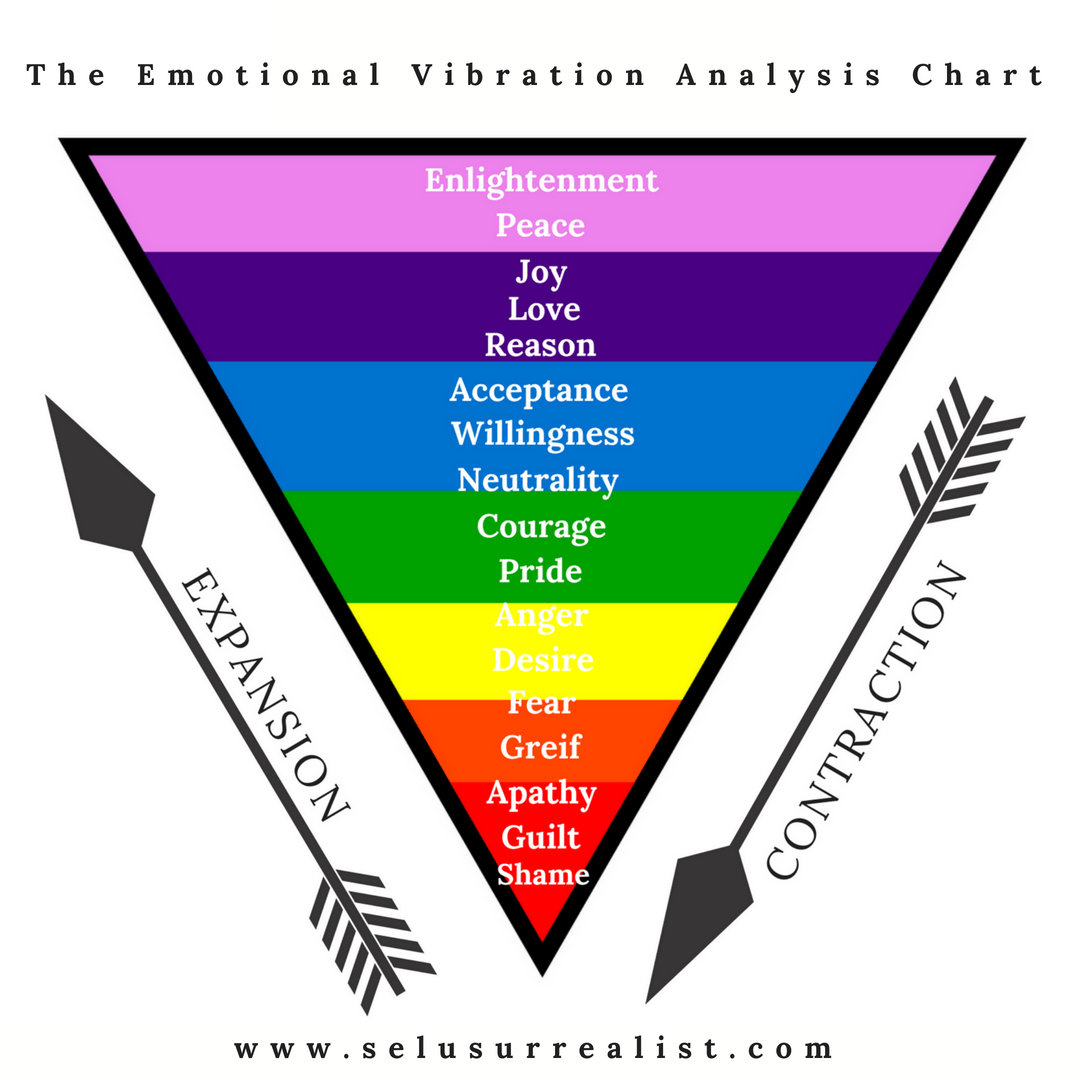 The Emotional Vibration Analysis Chart
Enlightenment
Peace
Joy
Love
Reason
Acceptance
Willingness
Neutrality
Courage
Pride
Anger
Desire
Fear
Greif
Apathy
Guilt
Shame
EXPANSION
CONTRACTION
www.selusurrealist.com